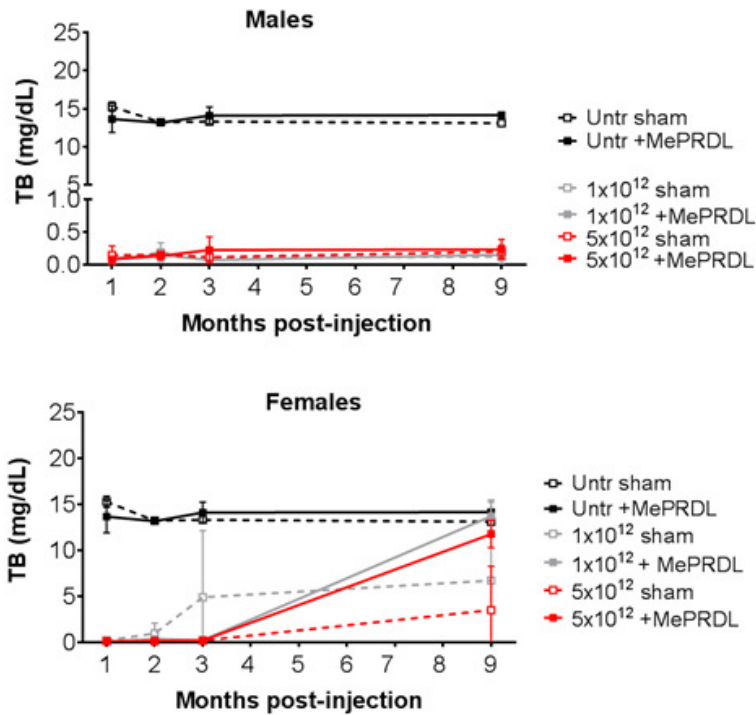 Males
TB (mg/dL)
25
20
15
10
5
1.0
0.5
0.0
1 2 3 4 5 6 7 8 9
Months post-injection
Untr sham
Untr +MePRDL
1x10¹² sham
1x10¹² +MePRDL
5x10¹² sham
5x10¹² +MePRDL
Females
TB (mg/dL)
25
20
15
10
5
0
1 2 3 4 5 6 7 8 9
Months post-injection
Untr sham
Untr +MePRDL
1x10¹² sham
1x10¹² + MePRDL
5x10¹² sham
5x10¹² +MePRDL